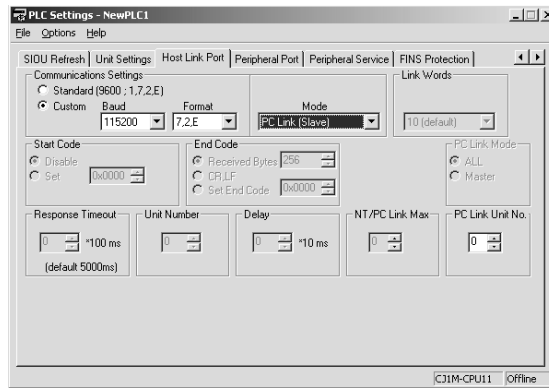 PLC Settings - NewPLC1
File Options Help
SIOU Refresh Unit Settings Host Link Port Peripheral Port Peripheral Service FINS Protection
Communications Settings Link Words
Standard (9600 ; 1,7,2,E)
Custom Baud Format Mode
115200 7,2,E PC Link (Slave) 10 (default)
Start Code End Code PC Link Mode
Disable Received Bytes 256 ALL
Set 0x0000 CR,LF Master
Set End Code 0x0000
Response Timeout Unit Number Delay NT/PC Link Max PC Link Unit No.
0 *100 ms 0 0 *10 ms 0 0
(default 5000ms)
CJ1M-CPU11 Offline